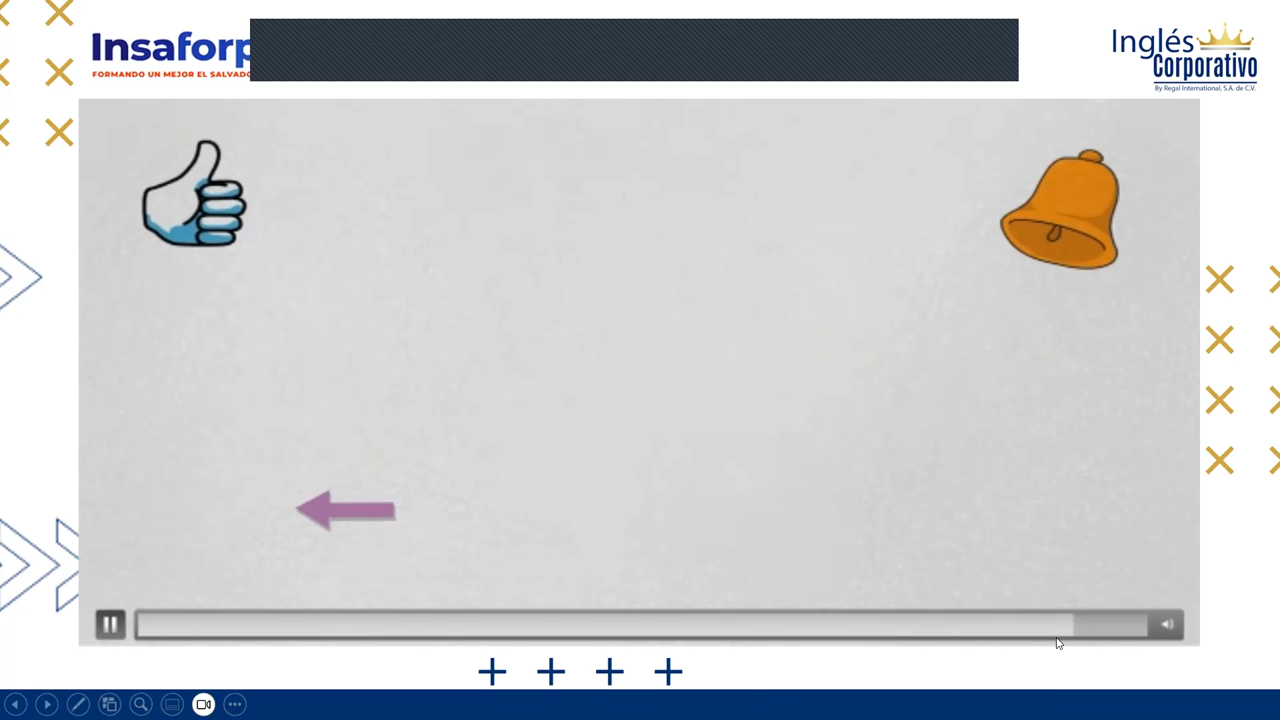 Insaforp
FORMANDO UN MEJOR EL SALVADO
Inglés
Corporativo
By Regal International, S.A. de C.V.